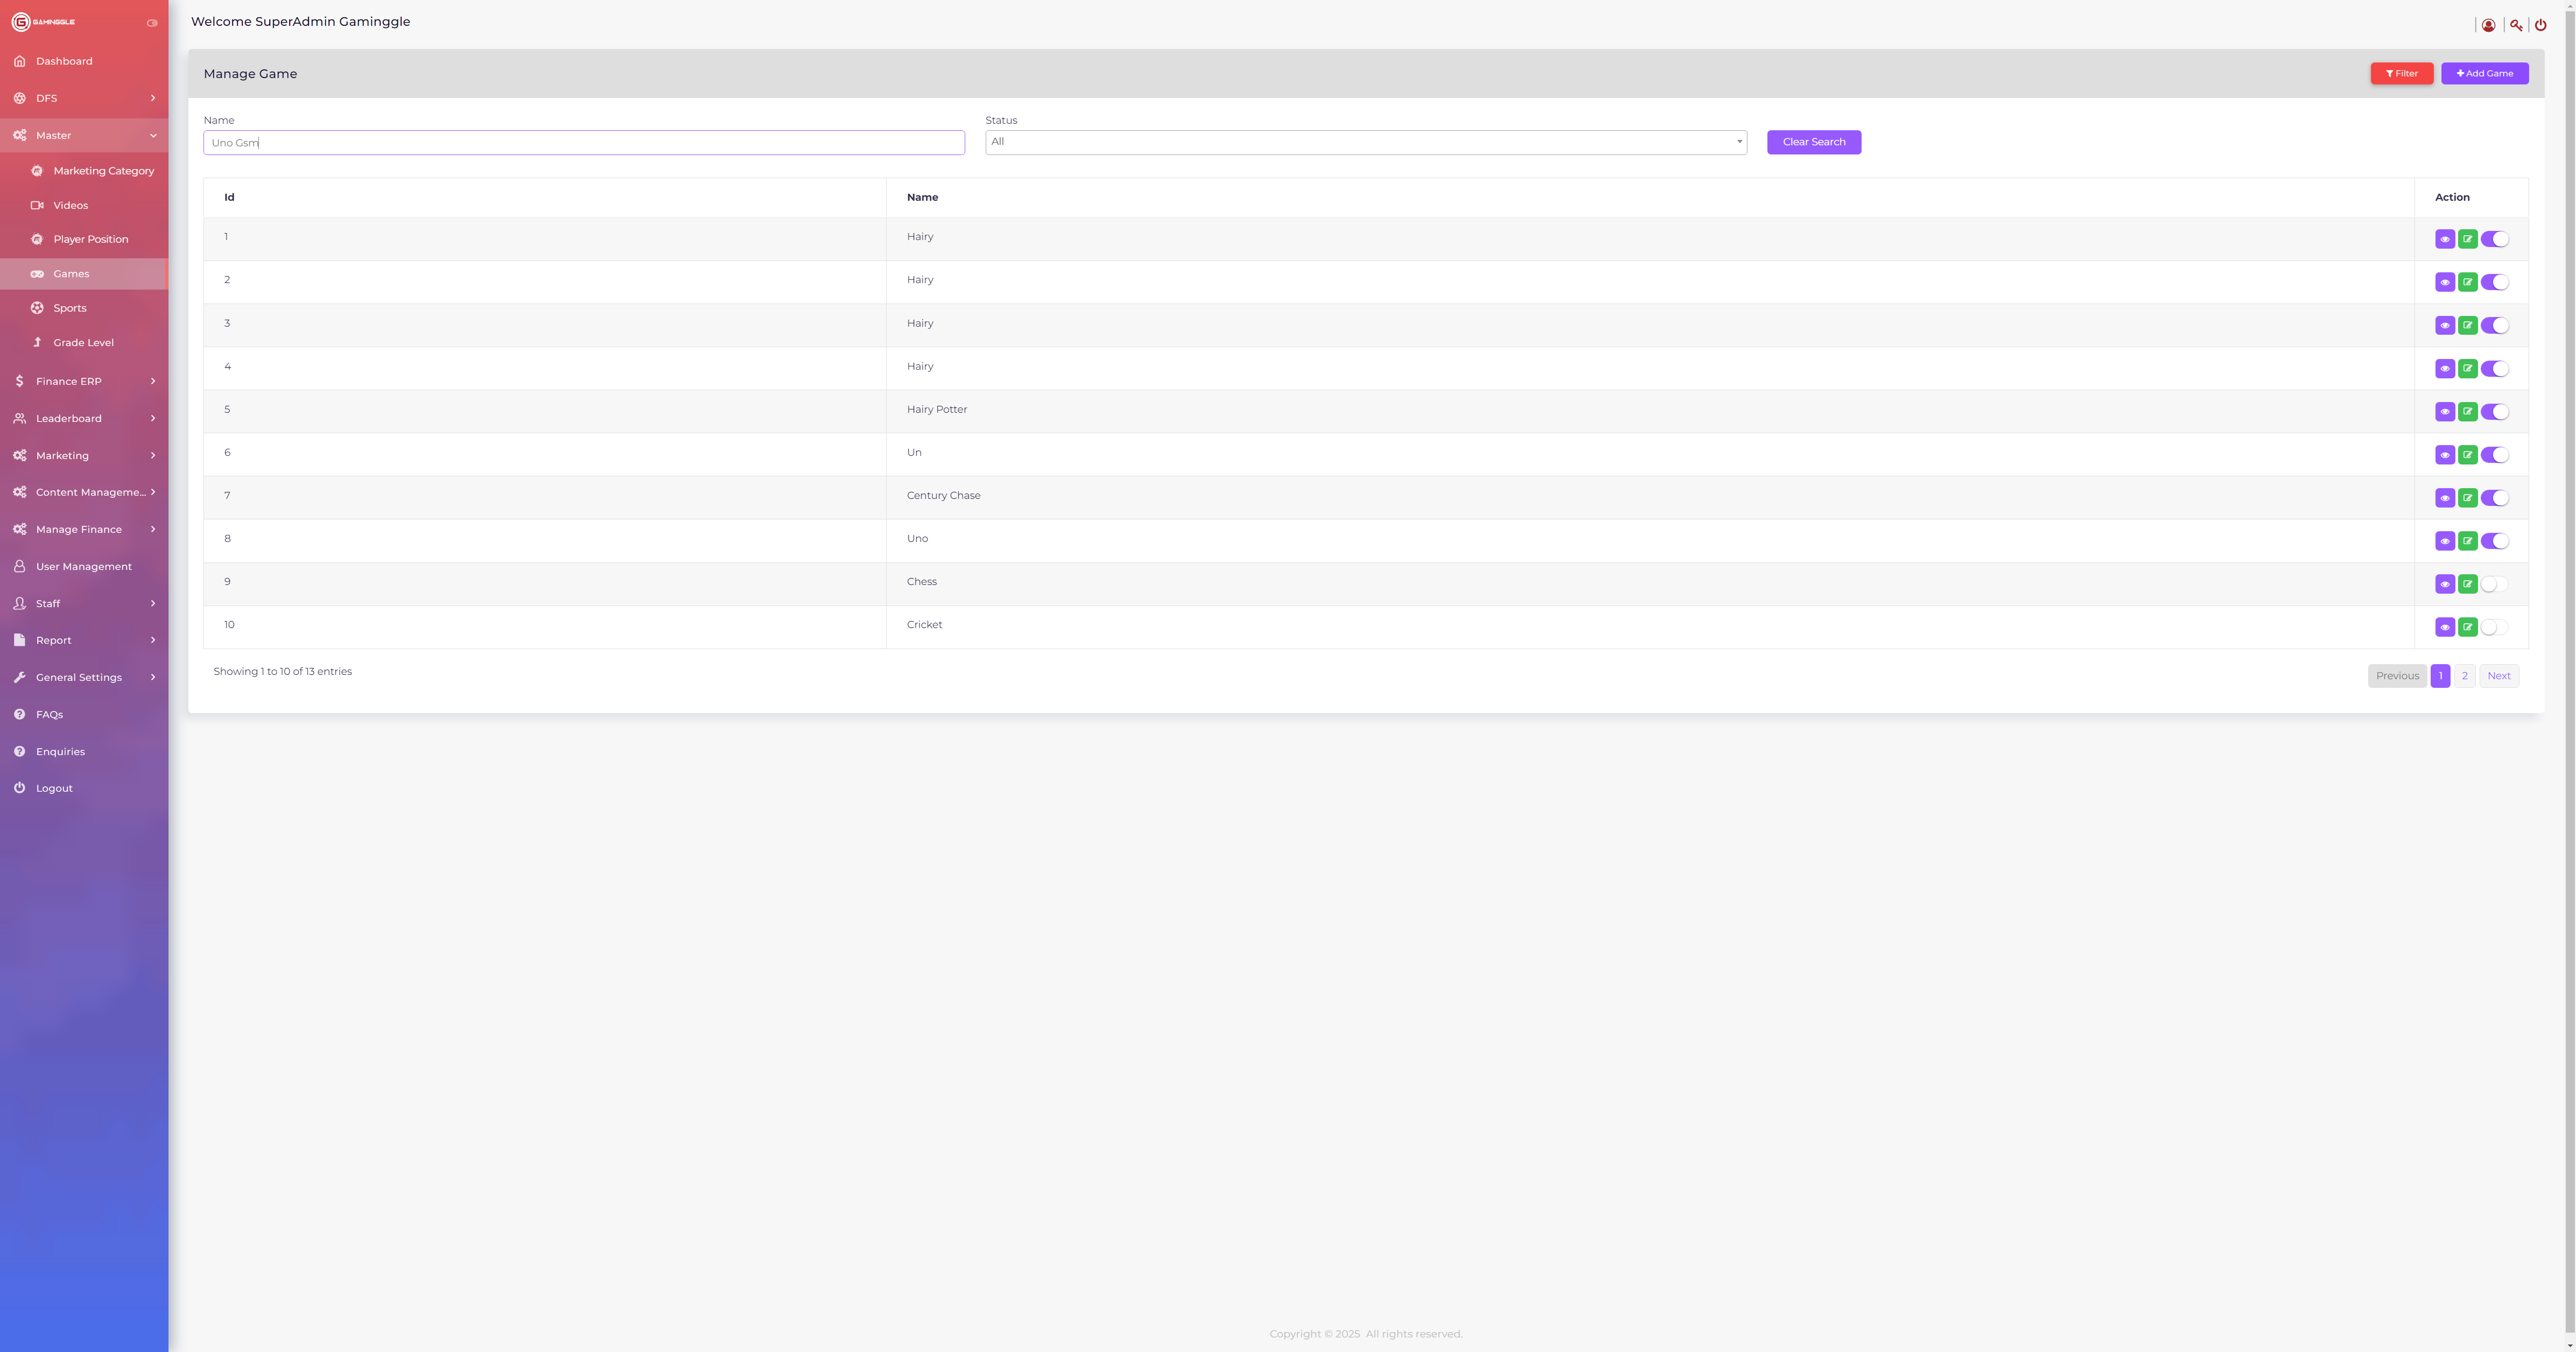 GAMINGGLE
Welcome SuperAdmin Gaminggle
Dashboard
DFS
Master
Marketing Category
Videos
Player Position
Games
Sports
Grade Level
Finance ERP
Leaderboard
Marketing
Content Manageme...
Manage Finance
User Management
Staff
Report
General Settings
FAQs
Enquiries
Logout
Manage Game
Filter
Add Game
Name Status
Uno Gsm All Clear Search
Id Name Action
1 Hairy
2 Hairy
3 Hairy
4 Hairy
5 Hairy Potter
6 Un
7 Century Chase
8 Uno
9 Chess
10 Cricket
Showing 1 to 10 of 13 entries
Previous 1 2 Next
Copyright © 2025 All rights reserved.